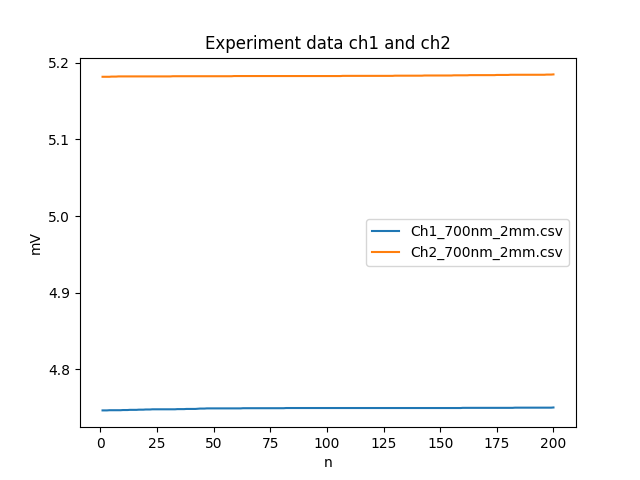 Experiment data ch1 and ch2
5.2
5.1
5.0
4.9
4.8
mV
Ch1_700nm_2mm.csv
Ch2_700nm_2mm.csv
0 25 50 75 100 125 150 175 200
n